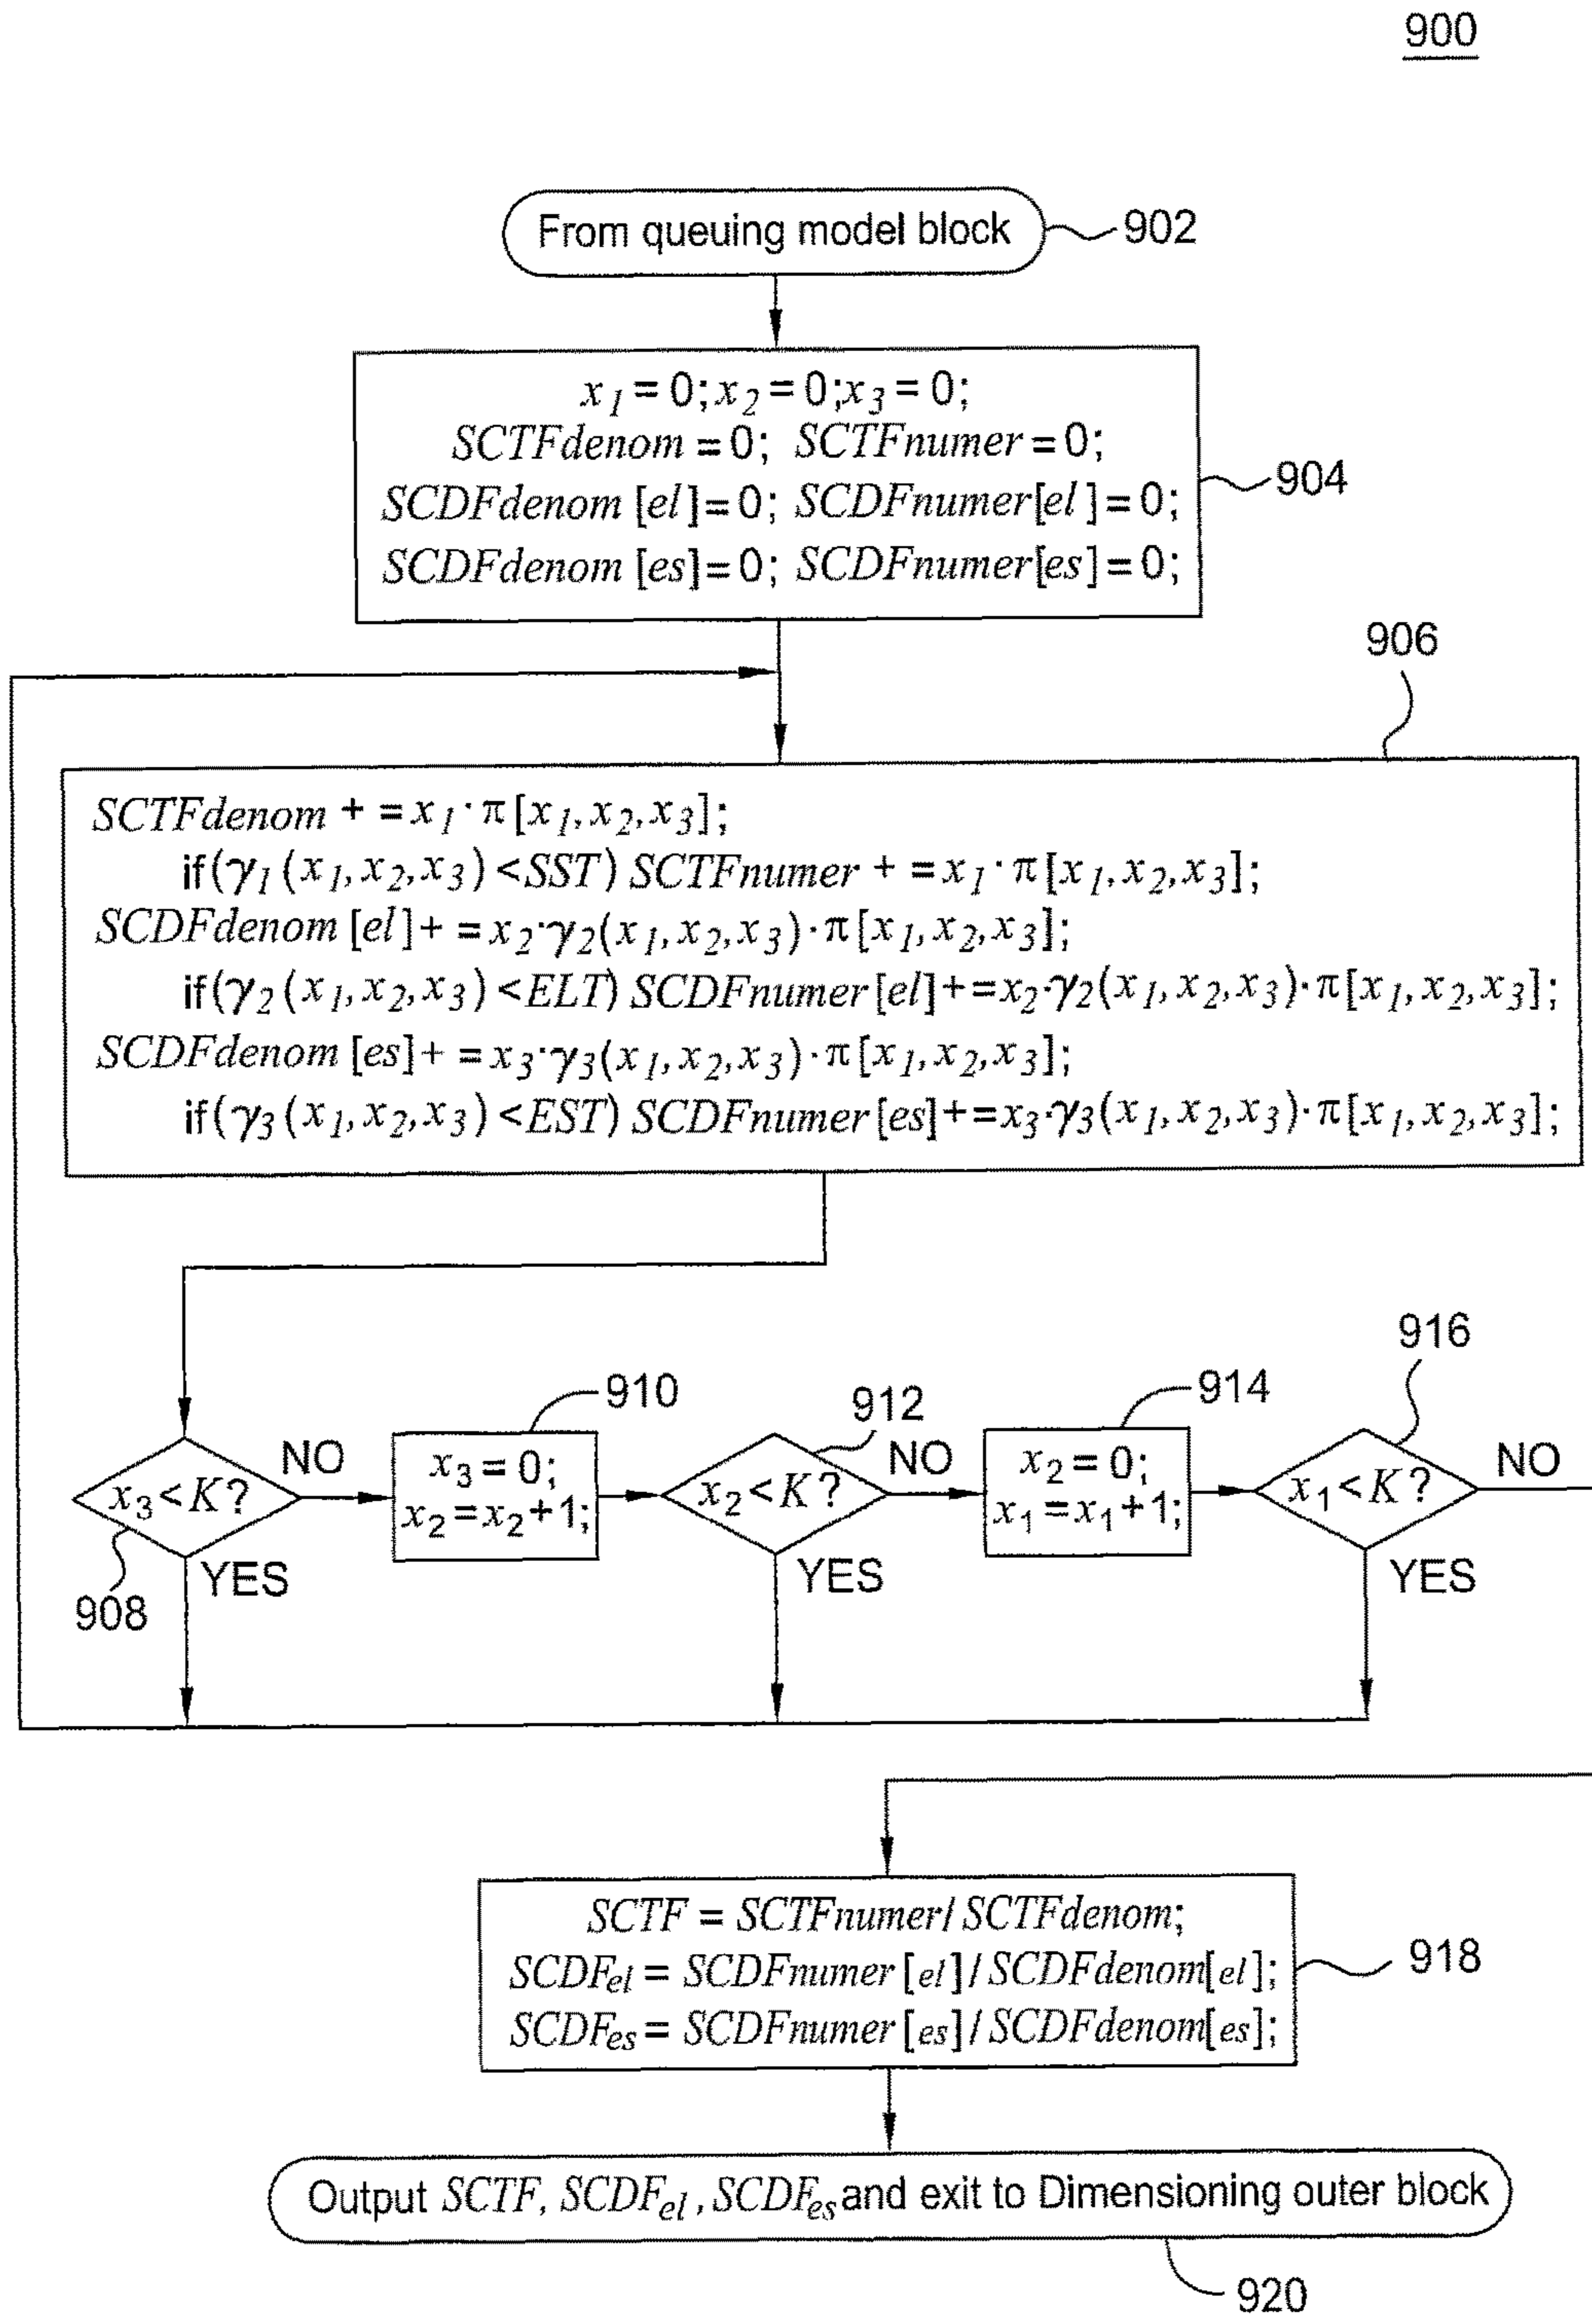 900
From queuing model block
902
x₁ = 0; x₂ = 0; x₃ = 0;
SCTFdenom = 0; SCTFnumer = 0;
SCDFdenom [el] = 0; SCDFnumer[el] = 0;
SCDFdenom [es] = 0; SCDFnumer[es] = 0;
904
906
SCTFdenom + = x₁ · π[x₁, x₂, x₃];
if(γ₁(x₁, x₂, x₃) < SST) SCTFnumer + = x₁ · π[x₁, x₂, x₃];
SCDFdenom [el] + = x₂ · γ₂(x₁, x₂, x₃) · π[x₁, x₂, x₃];
if(γ₂(x₁, x₂, x₃) < ELT) SCDFnumer[el] + = x₂ · γ₂(x₁, x₂, x₃) · π[x₁, x₂, x₃];
SCDFdenom [es] + = x₃ · γ₃(x₁, x₂, x₃) · π[x₁, x₂, x₃];
if(γ₃(x₁, x₂, x₃) < EST) SCDFnumer[es] + = x₃ · γ₃(x₁, x₂, x₃) · π[x₁, x₂, x₃];
x₃ < K?
NO
YES
908
910
x₃ = 0;
x₂ = x₂ + 1;
912
x₂ < K?
NO
YES
914
x₂ = 0;
x₁ = x₁ + 1;
916
x₁ < K?
NO
YES
SCTF = SCTFnumer / SCTFdenom;
SCDFel = SCDFnumer [el] / SCDFdenom[el];
SCDFes = SCDFnumer [es] / SCDFdenom[es];
918
Output SCTF, SCDFel, SCDFes and exit to Dimensioning outer block
920